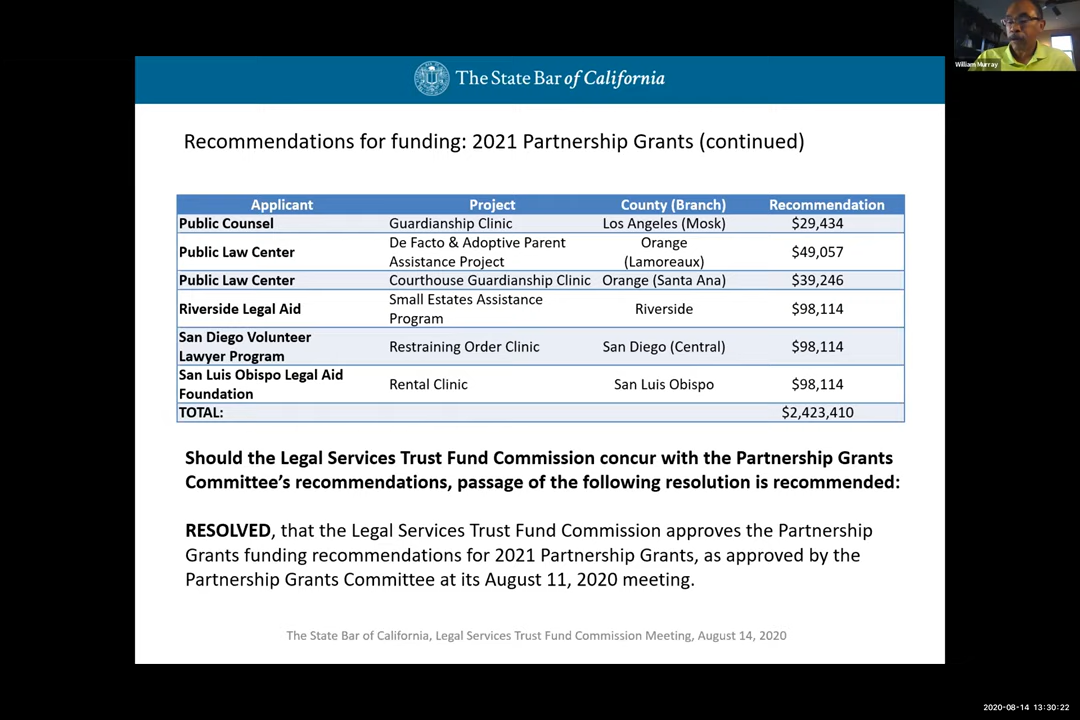 William Murray
The State Bar of California
Recommendations for funding: 2021 Partnership Grants (continued)
Applicant Project County (Branch) Recommendation
Public Counsel Guardianship Clinic Los Angeles (Mosk) $29,434
Public Law Center De Facto & Adoptive Parent Assistance Project Orange (Lamoreaux) $49,057
Public Law Center Courthouse Guardianship Clinic Orange (Santa Ana) $39,246
Riverside Legal Aid Small Estates Assistance Program Riverside $98,114
San Diego Volunteer Lawyer Program Restraining Order Clinic San Diego (Central) $98,114
San Luis Obispo Legal Aid Foundation Rental Clinic San Luis Obispo $98,114
TOTAL: $2,423,410
Should the Legal Services Trust Fund Commission concur with the Partnership Grants
Committee's recommendations, passage of the following resolution is recommended:
RESOLVED, that the Legal Services Trust Fund Commission approves the Partnership
Grants funding recommendations for 2021 Partnership Grants, as approved by the
Partnership Grants Committee at its August 11, 2020 meeting.
The State Bar of California, Legal Services Trust Fund Commission Meeting, August 14, 2020
2020-08-14 13:30:22